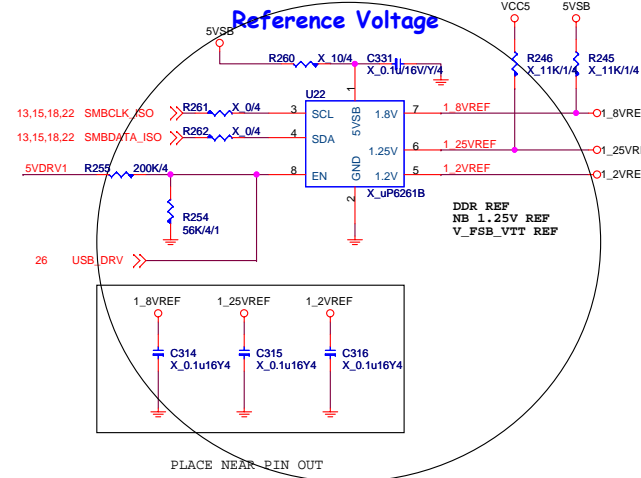 Reference Voltage
VCC5
5VSB
5VSB
R260
X_10/4
C331
X_0.1u/16V/Y/4
R246
X_11K/1/4
R245
X_11K/1/4
U22
1
5VSB
13,15,18,22 SMBCLK_ISO
R261
X_0/4
3
SCL
1.8V
7
1_8VREF
13,15,18,22 SMBDATA_ISO
R262
X_0/4
4
SDA
1.25V
6
1_25VREF
5VDRV1
R255
200K/4
8
EN
1.2V
5
1_2VREF
GND
2
X_uP6261B
1_8VRE
1_25VRE
1_2VRE
R254
56K/4/1
DDR REF
NB 1.25V REF
V_FSB_VTT REF
26 USB_DRV
1_8VREF
1_25VREF
1_2VREF
C314
X_0.1u16Y4
C315
X_0.1u16Y4
C316
X_0.1u16Y4
PLACE NEAR PIN OUT